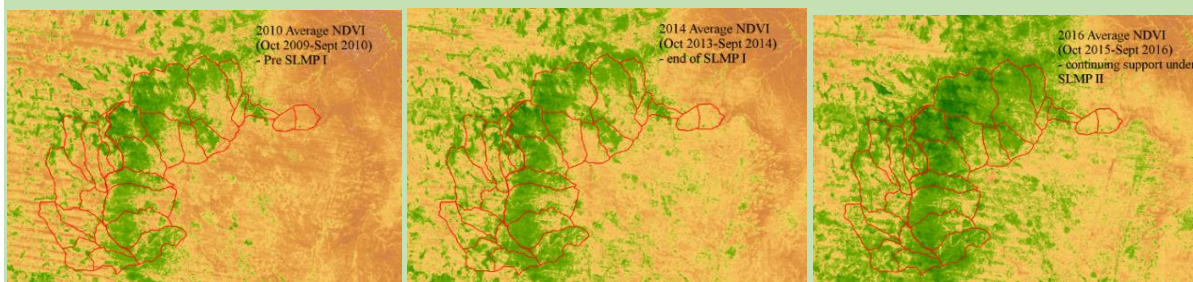 2010 Average NDVI
(Oct 2009-Sept 2010)
- Pre SLMP I
2014 Average NDVI
(Oct 2013-Sept 2014)
- end of SLMP I
2016 Average NDVI
(Oct 2015-Sept 2016)
- continuing support under
SLMP II